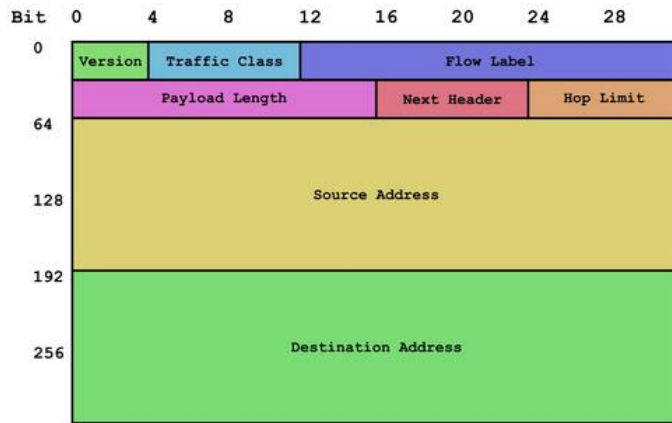 Bit 0 4 8 12 16 20 24 28
0 Version Traffic Class Flow Label
Payload Length Next Header Hop Limit
64
Source Address
128
192
Destination Address
256